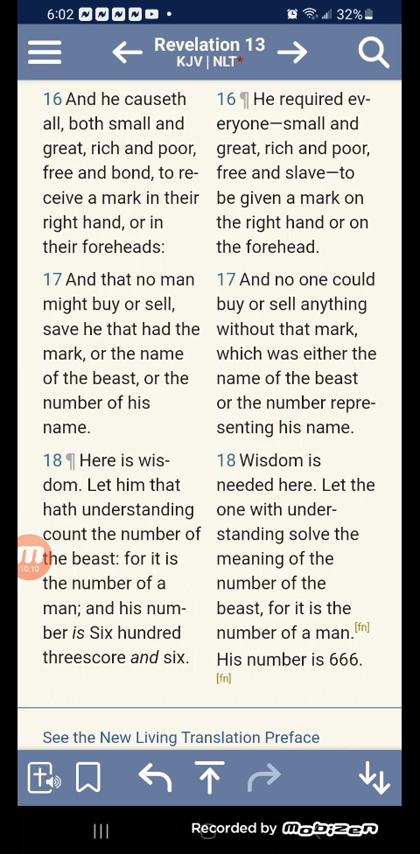 6:02
32%
Revelation 13
KJV | NLT*
16 And he causeth
all, both small and
great, rich and poor,
free and bond, to re-
ceive a mark in their
right hand, or in
their foreheads:
17 And that no man
might buy or sell,
save he that had the
mark, or the name
of the beast, or the
number of his
name.
18 ¶ Here is wis-
dom. Let him that
hath understanding
count the number of
the beast: for it is
the number of a
man; and his num-
ber is Six hundred
threescore and six.
16 ¶ He required ev-
eryone—small and
great, rich and poor,
free and slave—to
be given a mark on
the right hand or on
the forehead.
17 And no one could
buy or sell anything
without that mark,
which was either the
name of the beast
or the number repre-
senting his name.
18 Wisdom is
needed here. Let the
one with under-
standing solve the
meaning of the
number of the
beast, for it is the
number of a man.[fn]
His number is 666.
[fn]
10:10
See the New Living Translation Preface
Recorded by mobizen